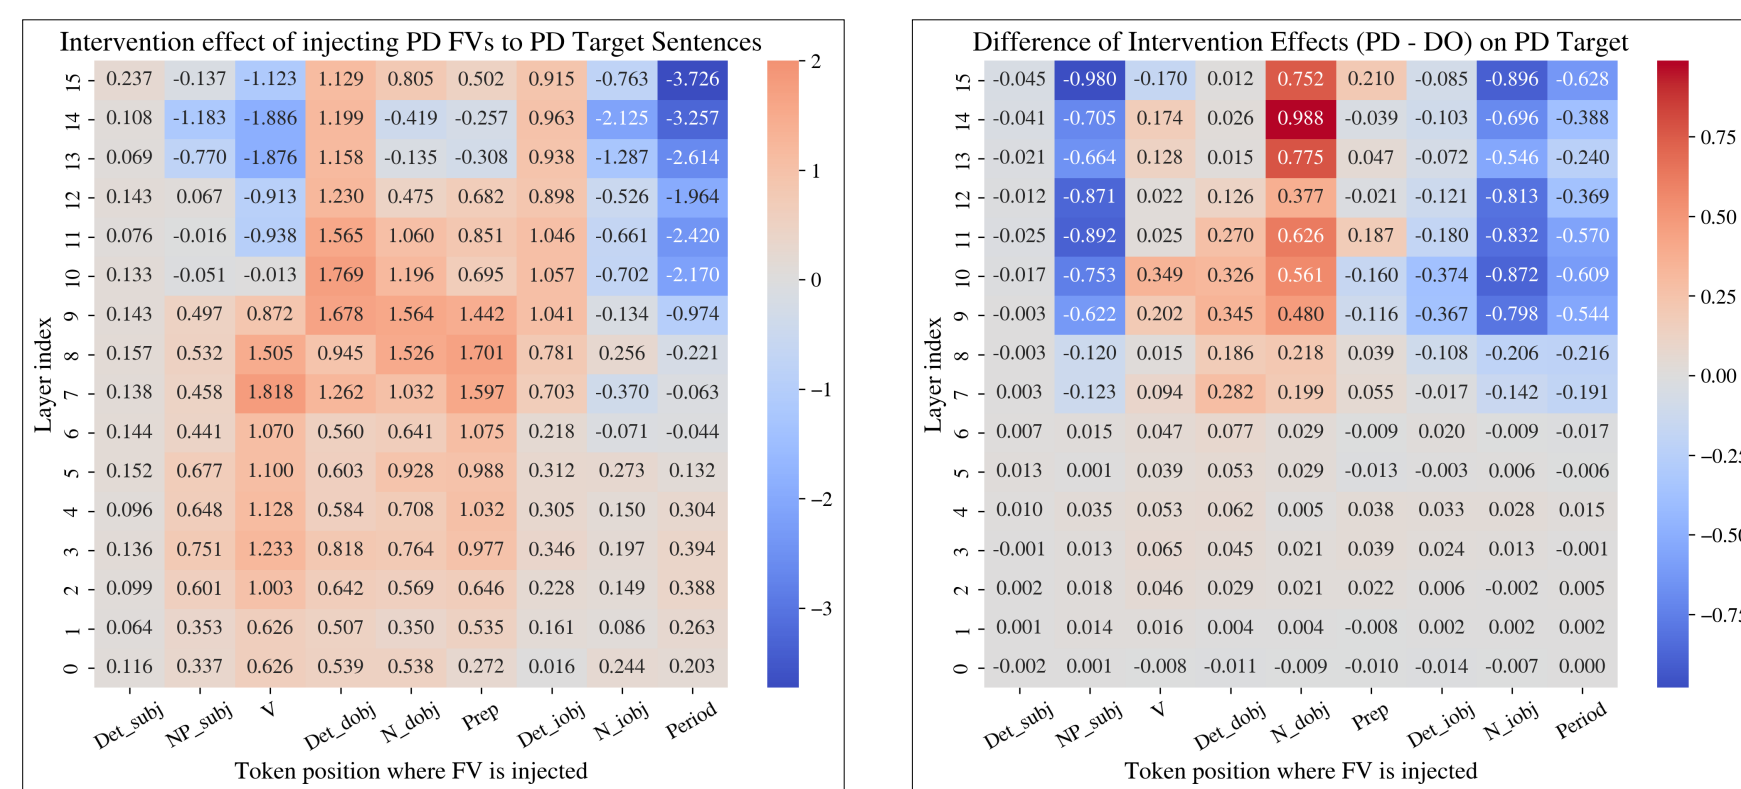 Intervention effect of injecting PD FVs to PD Target Sentences
15 0.237 -0.137 -1.123 1.129 0.805 0.502 0.915 -0.763 -3.726
14 0.108 -1.183 -1.886 1.199 -0.419 -0.257 0.963 -2.125 -3.257
13 0.069 -0.770 -1.876 1.158 -0.135 -0.308 0.938 -1.287 -2.614
12 0.143 0.067 -0.913 1.230 0.475 0.682 0.898 -0.526 -1.964
11 0.076 -0.016 -0.938 1.565 1.060 0.851 1.046 -0.661 -2.420
10 0.133 -0.051 -0.013 1.769 1.196 0.695 1.057 -0.702 -2.170
9 0.143 0.497 0.872 1.678 1.564 1.442 1.041 -0.134 -0.974
8 0.157 0.532 1.505 0.945 1.526 1.701 0.781 0.256 -0.221
7 0.138 0.458 1.818 1.262 1.032 1.597 0.703 -0.370 -0.063
6 0.144 0.441 1.070 0.560 0.641 1.075 0.218 -0.071 -0.044
5 0.152 0.677 1.100 0.603 0.928 0.988 0.312 0.273 0.132
4 0.096 0.648 1.128 0.584 0.708 1.032 0.305 0.150 0.304
3 0.136 0.751 1.233 0.818 0.764 0.977 0.346 0.197 0.394
2 0.099 0.601 1.003 0.642 0.569 0.646 0.228 0.149 0.388
1 0.064 0.353 0.626 0.507 0.350 0.535 0.161 0.086 0.263
0 0.116 0.337 0.626 0.539 0.538 0.272 0.016 0.244 0.203
Layer index
Det_subj NP_subj V Det_dobj N_dobj Prep Det_iobj N_iobj Period
Token position where FV is injected
2
1
0
−1
−2
−3
Difference of Intervention Effects (PD - DO) on PD Target
15 -0.045 -0.980 -0.170 0.012 0.752 0.210 -0.085 -0.896 -0.628
14 -0.041 -0.705 0.174 0.026 0.988 -0.039 -0.103 -0.696 -0.388
13 -0.021 -0.664 0.128 0.015 0.775 0.047 -0.072 -0.546 -0.240
12 -0.012 -0.871 0.022 0.126 0.377 -0.021 -0.121 -0.813 -0.369
11 -0.025 -0.892 0.025 0.270 0.626 0.187 -0.180 -0.832 -0.570
10 -0.017 -0.753 0.349 0.326 0.561 -0.160 -0.374 -0.872 -0.609
9 -0.003 -0.622 0.202 0.345 0.480 -0.116 -0.367 -0.798 -0.544
8 -0.003 -0.120 0.015 0.186 0.218 0.039 -0.108 -0.206 -0.216
7 0.003 -0.123 0.094 0.282 0.199 0.055 -0.017 -0.142 -0.191
6 0.007 0.015 0.047 0.077 0.029 -0.009 0.020 -0.009 -0.017
5 0.013 0.001 0.039 0.053 0.029 -0.013 -0.003 0.006 -0.006
4 0.010 0.035 0.053 0.062 0.005 0.038 0.033 0.028 0.015
3 -0.001 0.013 0.065 0.045 0.021 0.039 0.024 0.013 -0.001
2 0.002 0.018 0.046 0.029 0.021 0.022 0.006 -0.002 0.005
1 0.001 0.014 0.016 0.004 0.004 -0.008 0.002 0.002 0.002
0 -0.002 0.001 -0.008 -0.011 -0.009 -0.010 -0.014 -0.007 0.000
Layer index
Det_subj NP_subj V Det_dobj N_dobj Prep Det_iobj N_iobj Period
Token position where FV is injected
0.75
0.50
0.25
0.00